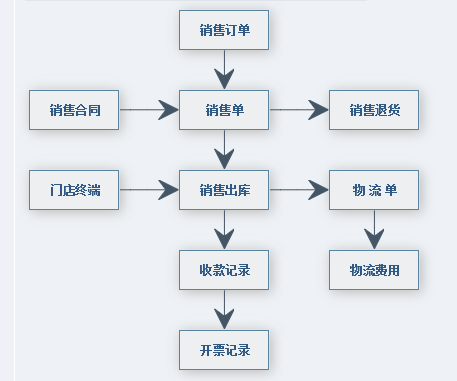 销售订单
销售合同
销售单
销售退货
门店终端
销售出库
物 流 单
收款记录
物流费用
开票记录